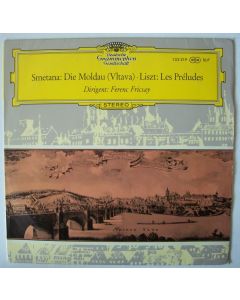 Deutsche
Grammophon
Gesellschaft
Smetana: Die Moldau (Vltava) · Liszt: Les Préludes
Dirigent: Ferenc Fricsay
STEREO